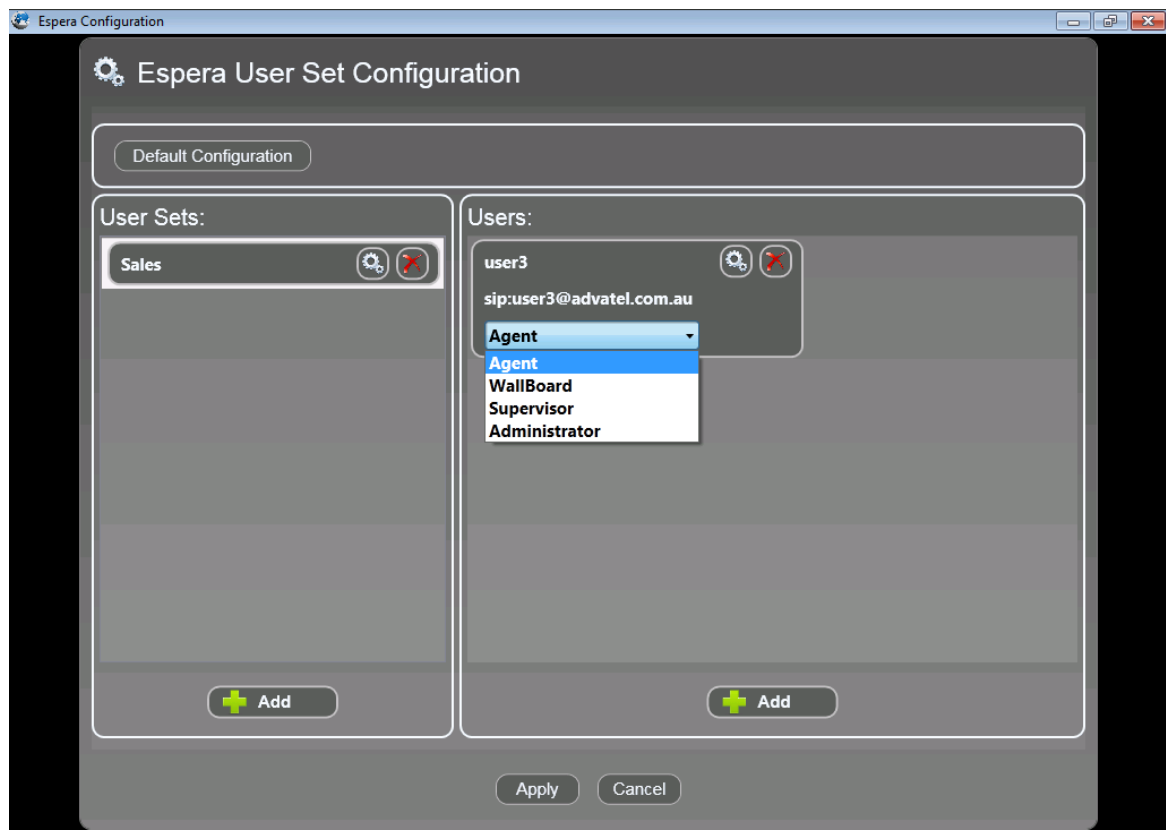 Espera Configuration
Espera User Set Configuration
Default Configuration
User Sets:
Sales
Add
Users:
user3
sip:user3@advatel.com.au
Agent
Agent
WallBoard
Supervisor
Administrator
Add
Apply
Cancel